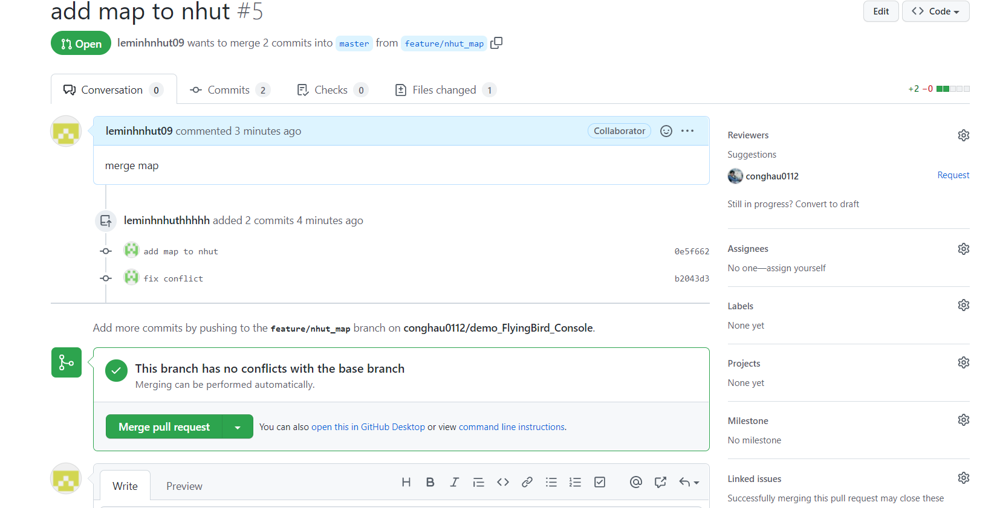 add map to nhut #5
Edit
Code
Open
leminhnhut09 wants to merge 2 commits into master from feature/nhut_map
Conversation 0
Commits 2
Checks 0
Files changed 1
+2 −0
leminhnhut09 commented 3 minutes ago
Collaborator
merge map
leminhnhuthhhhh added 2 commits 4 minutes ago
add map to nhut
0e5f662
fix conflict
b2043d3
Add more commits by pushing to the feature/nhut_map branch on conghau0112/demo_FlyingBird_Console.
This branch has no conflicts with the base branch
Merging can be performed automatically.
Merge pull request
You can also open this in GitHub Desktop or view command line instructions.
Write
Preview
Reviewers
Suggestions
conghau0112
Request
Still in progress? Convert to draft
Assignees
No one—assign yourself
Labels
None yet
Projects
None yet
Milestone
No milestone
Linked issues
Successfully merging this pull request may close these